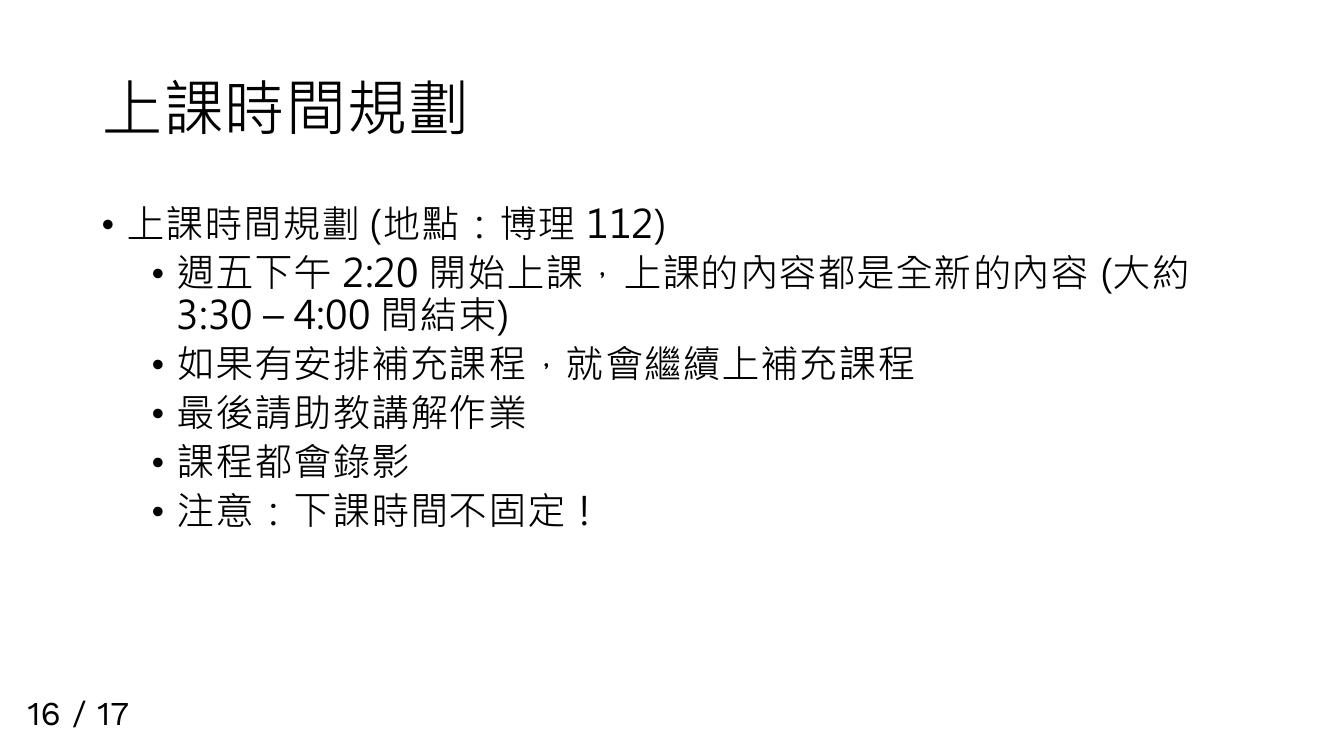 上課時間規劃
• 上課時間規劃 (地點：博理 112)
• 週五下午 2:20 開始上課，上課的內容都是全新的內容 (大約
3:30 – 4:00 間結束)
• 如果有安排補充課程，就會繼續上補充課程
• 最後請助教講解作業
• 課程都會錄影
• 注意：下課時間不固定！
16 / 17